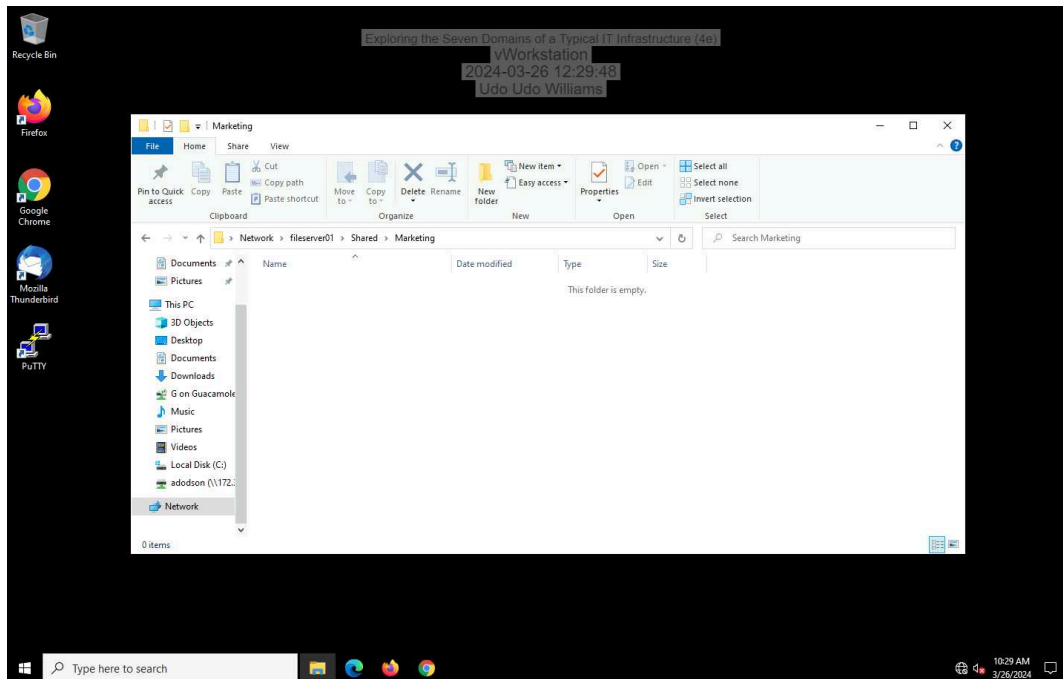 Recycle Bin
Firefox
Google
Chrome
Mozilla
Thunderbird
PuTTY
Exploring the Seven Domains of a Typical IT Infrastructure (4e)
vWorkstation
2024-03-26 12:29:48
Udo Udo Williams
Marketing
File Home Share View
Pin to Quick
access
Copy
Paste
Cut
Copy path
Paste shortcut
Clipboard
Move
to
Copy
to
Delete
Rename
Organize
New
folder
New item
Easy access
New
Properties
Open
Edit
Open
Select all
Select none
Invert selection
Select
Network > fileserver01 > Shared > Marketing
Search Marketing
Name Date modified Type Size
This folder is empty.
Documents
Pictures
This PC
3D Objects
Desktop
Documents
Downloads
G on Guacamole
Music
Pictures
Videos
Local Disk (C:)
adodson (\\172.
Network
0 items
Type here to search
10:29 AM
3/26/2024